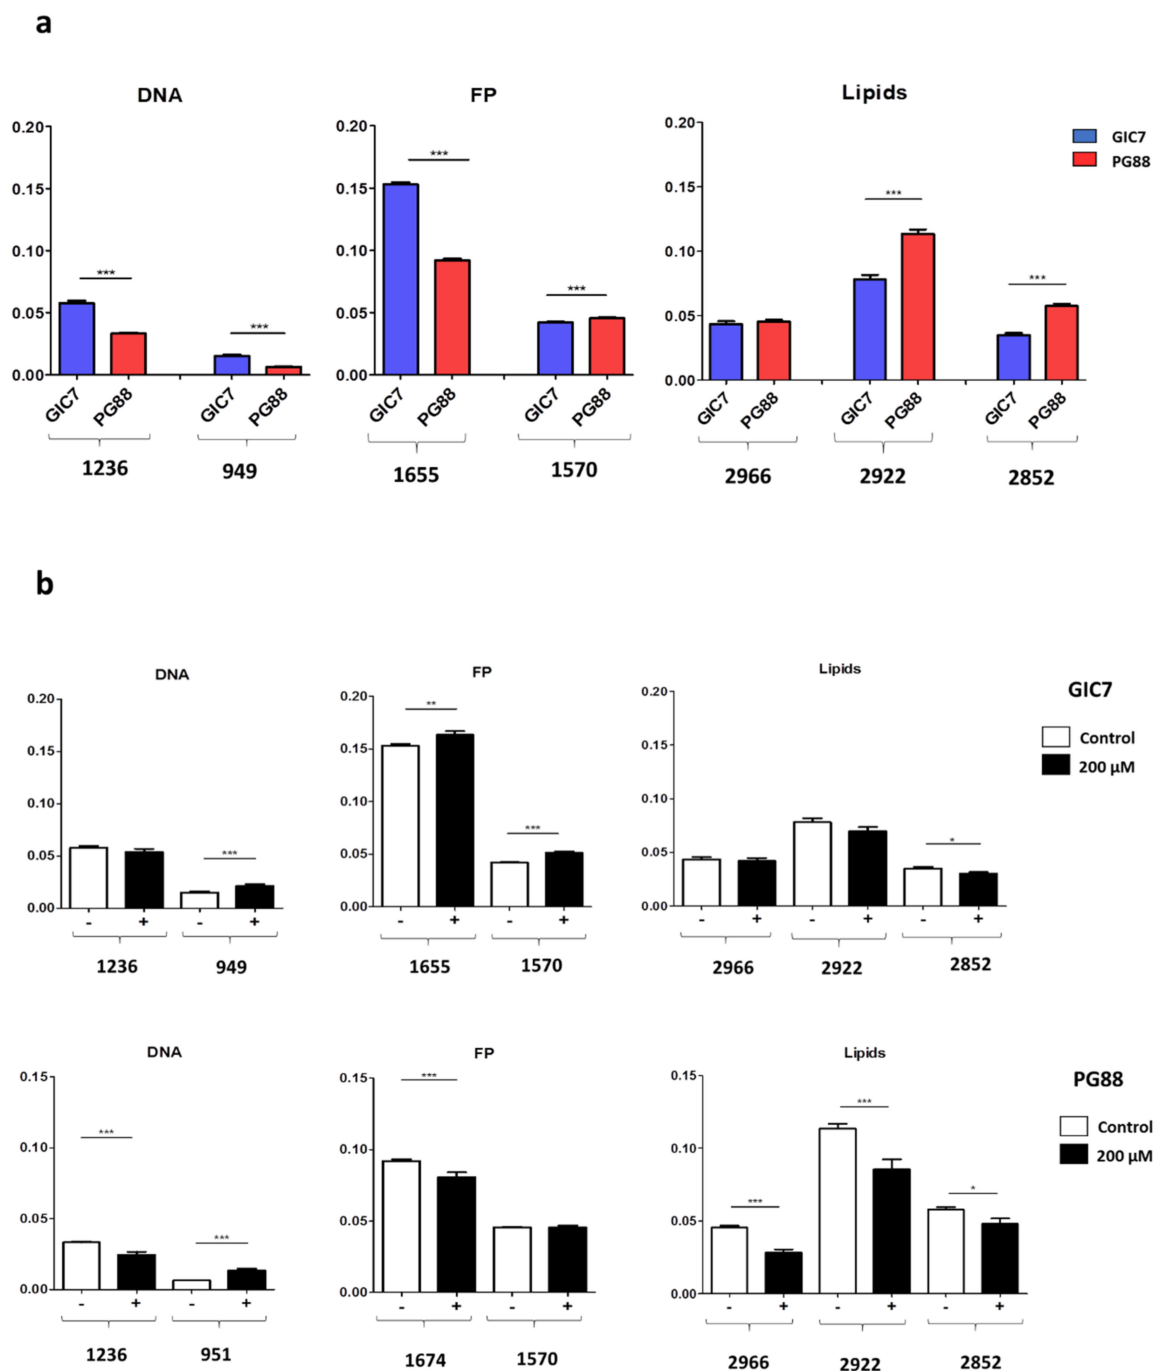 a
DNA
0.20
0.15
0.10
0.05
0.00
***
***
GIC7
PG88
GIC7
PG88
1236
949
FP
0.20
0.15
0.10
0.05
0.00
***
***
GIC7
PG88
GIC7
PG88
1655
1570
Lipids
0.20
0.15
0.10
0.05
0.00
***
***
GIC7
PG88
GIC7
PG88
GIC7
PG88
2966
2922
2852
GIC7
PG88
b
DNA
0.20
0.15
0.10
0.05
0.00
***
- + - +
1236
949
FP
0.20
0.15
0.10
0.05
0.00
**
***
- + - +
1655
1570
Lipids
0.20
0.15
0.10
0.05
0.00
*
- + - + - +
2966
2922
2852
GIC7
Control
200 µM
DNA
0.15
0.10
0.05
0.00
***
***
- + - +
1236
951
FP
0.15
0.10
0.05
0.00
***
- + - +
1674
1570
Lipids
0.15
0.10
0.05
0.00
***
***
*
- + - + - +
2966
2922
2852
PG88
Control
200 µM